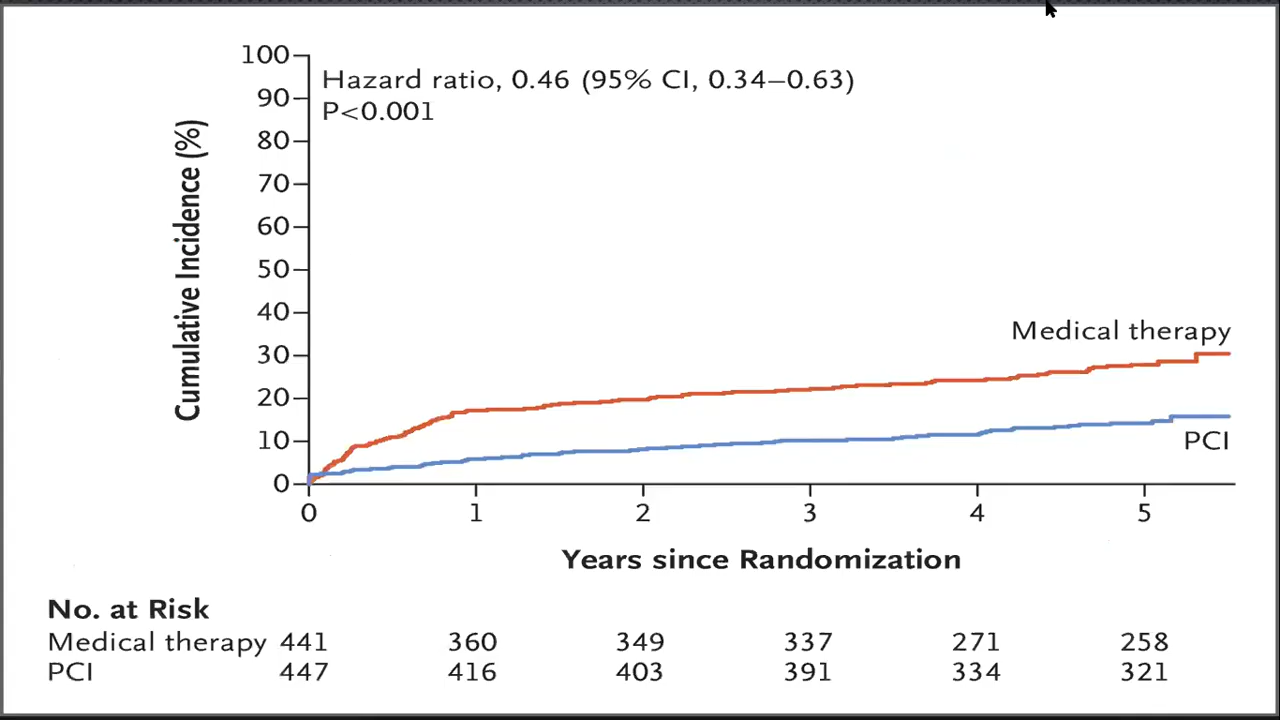 Hazard ratio, 0.46 (95% CI, 0.34–0.63)
P<0.001
Cumulative Incidence (%)
100
90
80
70
60
50
40
30
20
10
0
Medical therapy
PCI
0 1 2 3 4 5
Years since Randomization
No. at Risk
Medical therapy 441 360 349 337 271 258
PCI 447 416 403 391 334 321